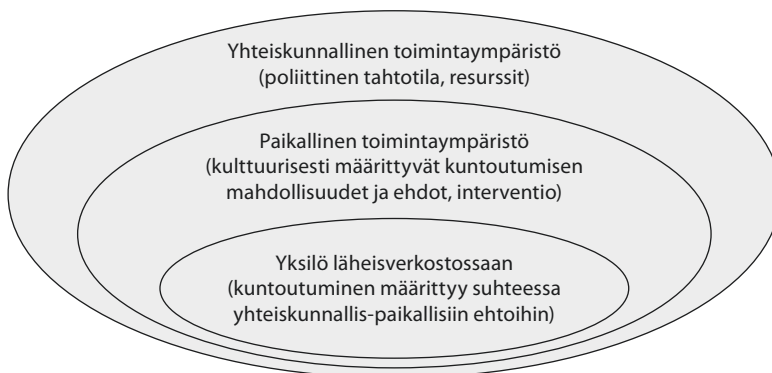 Yhteiskunnallinen toimintaympäristö
(poliittinen tahtotila, resurssit)
Paikallinen toimintaympäristö
(kulttuurisesti määrittyvät kuntoutumisen
mahdollisuudet ja ehdot, interventio)
Yksilö läheisverkostossaan
(kuntoutuminen määrittyy suhteessa
yhteiskunnallis-paikallisiin ehtoihin)